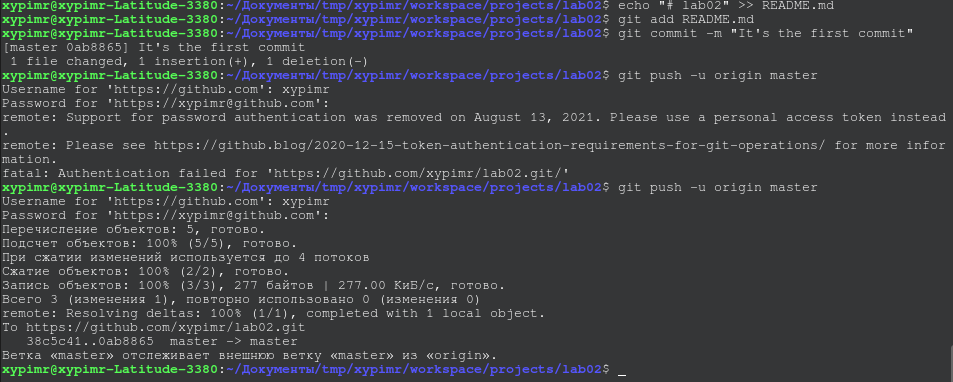 xypimr@xypimr-Latitude-3380:~/Документы/tmp/xypimr/workspace/projects/lab02$ echo "# lab02" >> README.md
xypimr@xypimr-Latitude-3380:~/Документы/tmp/xypimr/workspace/projects/lab02$ git add README.md
xypimr@xypimr-Latitude-3380:~/Документы/tmp/xypimr/workspace/projects/lab02$ git commit -m "It's the first commit"
[master 0ab8865] It's the first commit
 1 file changed, 1 insertion(+), 1 deletion(-)
xypimr@xypimr-Latitude-3380:~/Документы/tmp/xypimr/workspace/projects/lab02$ git push -u origin master
Username for 'https://github.com': xypimr
Password for 'https://xypimr@github.com':
remote: Support for password authentication was removed on August 13, 2021. Please use a personal access token instead
.
remote: Please see https://github.blog/2020-12-15-token-authentication-requirements-for-git-operations/ for more infor
mation.
fatal: Authentication failed for 'https://github.com/xypimr/lab02.git/'
xypimr@xypimr-Latitude-3380:~/Документы/tmp/xypimr/workspace/projects/lab02$ git push -u origin master
Username for 'https://github.com': xypimr
Password for 'https://xypimr@github.com':
Перечисление объектов: 5, готово.
Подсчет объектов: 100% (5/5), готово.
При сжатии изменений используется до 4 потоков
Сжатие объектов: 100% (2/2), готово.
Запись объектов: 100% (3/3), 277 байтов | 277.00 КиБ/с, готово.
Всего 3 (изменения 1), повторно использовано 0 (изменения 0)
remote: Resolving deltas: 100% (1/1), completed with 1 local object.
To https://github.com/xypimr/lab02.git
   38c5c41..0ab8865  master -> master
Ветка «master» отслеживает внешнюю ветку «master» из «origin».
xypimr@xypimr-Latitude-3380:~/Документы/tmp/xypimr/workspace/projects/lab02$ _